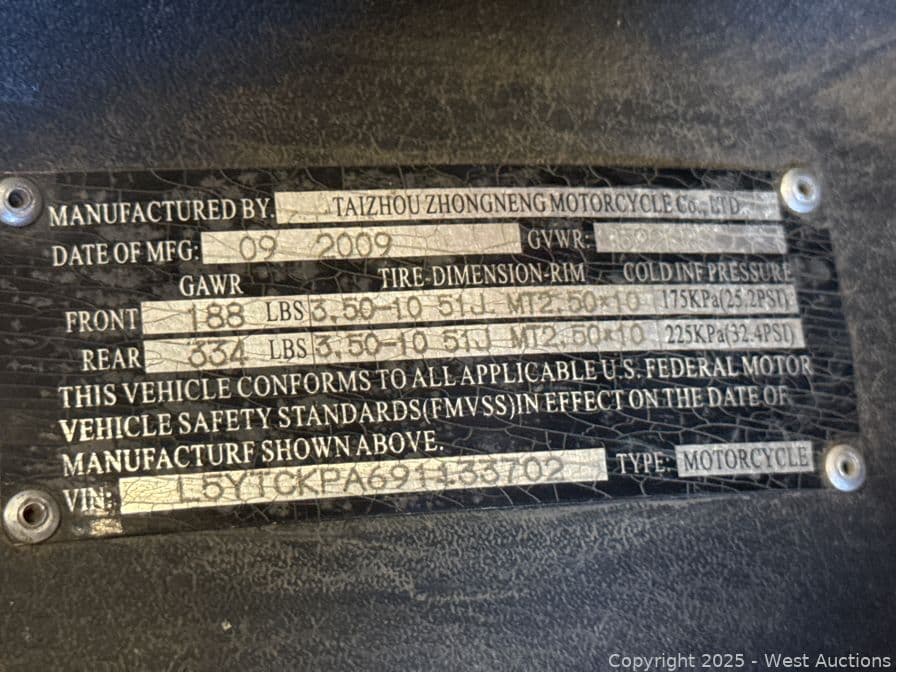 MANUFACTURED BY. TAIZHOU ZHONGNENG MOTORCYCLE Co., LTD.
DATE OF MFG: 09 2009 GVWR:
GAWR TIRE-DIMENSION-RIM COLD INF PRESSURE
FRONT 188 LBS 3.50-10 51J MT2.50×10 175KPa(25.2PSI)
REAR 334 LBS 3.50-10 51J MT2.50×10 225KPa(32.4PSI)
THIS VEHICLE CONFORMS TO ALL APPLICABLE U.S. FEDERAL MOTOR
VEHICLE SAFETY STANDARDS(FMVSS)IN EFFECT ON THE DATE OF
MANUFACTURE SHOWN ABOVE.
VIN: L5YTCKPA691133702 TYPE: MOTORCYCLE
Copyright 2025 - West Auctions